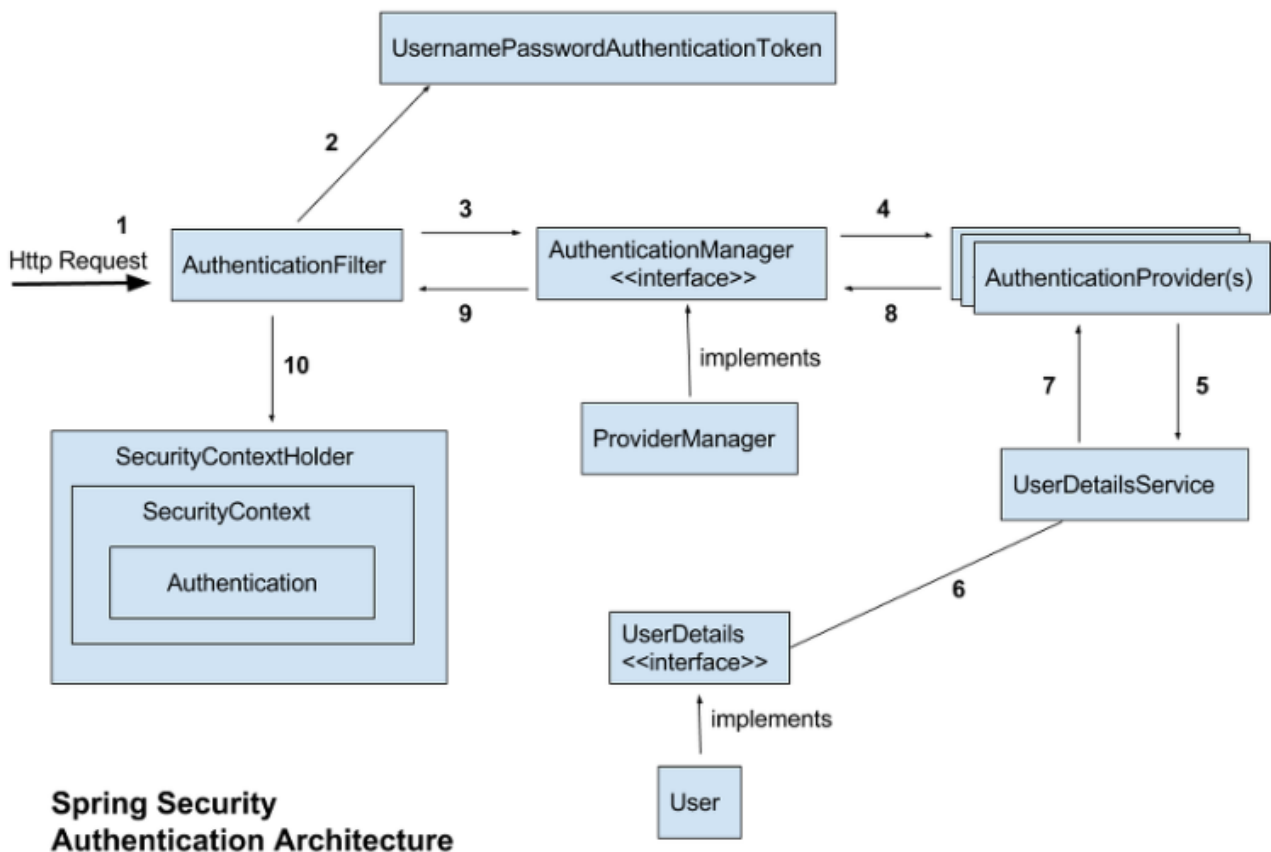 UsernamePasswordAuthenticationToken
2
1
3
4
Http Request
AuthenticationFilter
AuthenticationManager
<<interface>>
AuthenticationProvider(s)
9
8
10
implements
7
5
ProviderManager
SecurityContextHolder
SecurityContext
Authentication
UserDetailsService
6
UserDetails
<<interface>>
implements
User
Spring Security
Authentication Architecture